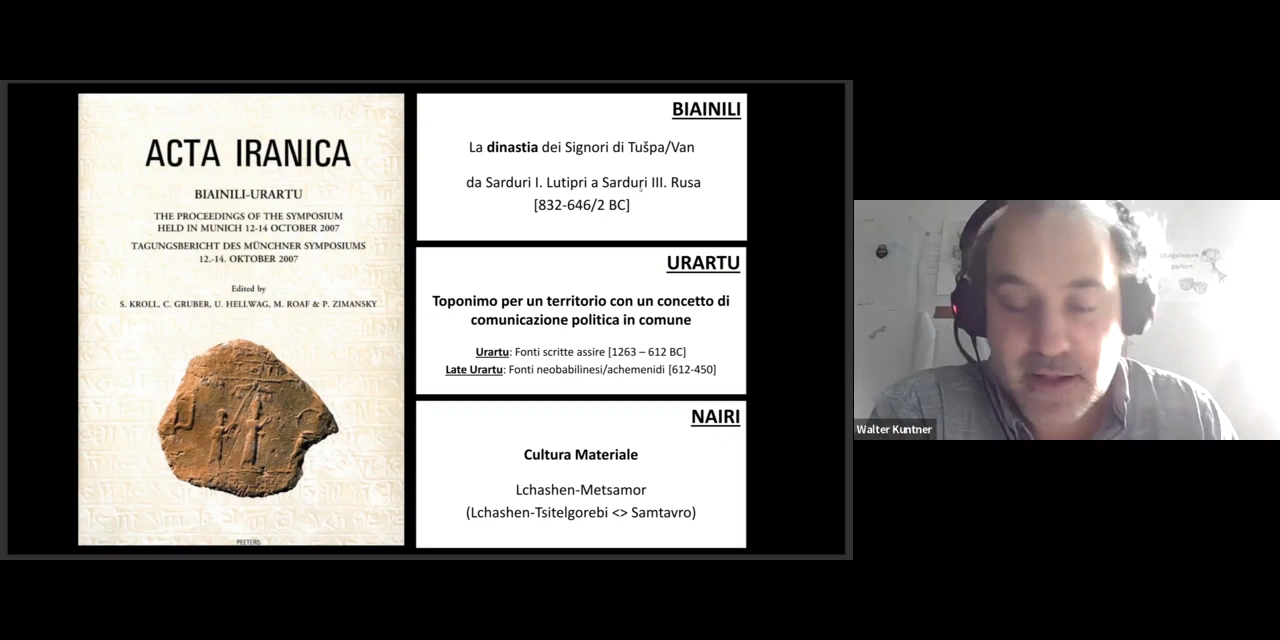 ACTA IRANICA
BIAINILI-URARTU
THE PROCEEDINGS OF THE SYMPOSIUM
HELD IN MUNICH 12-14 OCTOBER 2007
TAGUNGSBERICHT DES MÜNCHNER SYMPOSIUMS
12.-14. OKTOBER 2007
Edited by
S. KROLL, C. GRUBER, U. HELLWAG, M. ROAF & P. ZIMANSKY
PEETERS
BIAINILI
La dinastia dei Signori di Tušpa/Van
da Sarduri I. Lutipri a Sarduri III. Rusa
[832-646/2 BC]
URARTU
Toponimo per un territorio con un concetto di
comunicazione politica in comune
Urartu: Fonti scritte assire [1263 – 612 BC]
Late Urartu: Fonti neobabilinesi/achemenidi [612-450]
NAIRI
Cultura Materiale
Lchashen-Metsamor
(Lchashen-Tsitelgorebi <> Samtavro)
Walter Kuntner
garten